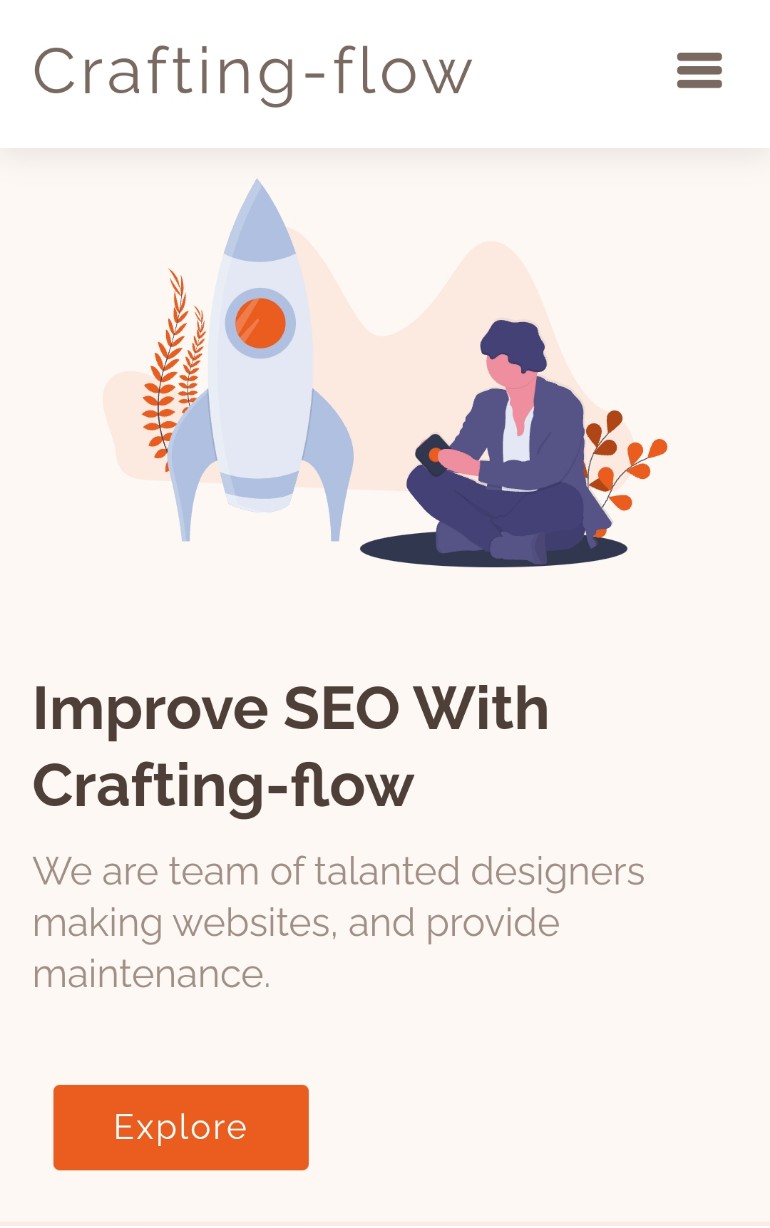 Crafting-flow
Improve SEO With
Crafting-flow
We are team of talanted designers
making websites, and provide
maintenance.
Explore